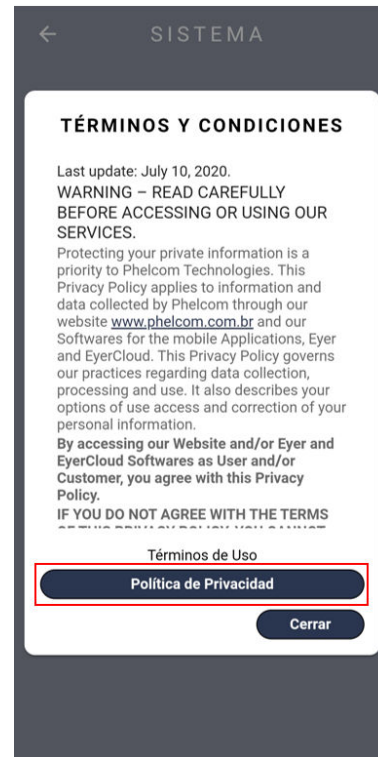 SISTEMA
TÉRMINOS Y CONDICIONES
Last update: July 10, 2020.
WARNING – READ CAREFULLY
BEFORE ACCESSING OR USING OUR
SERVICES.
Protecting your private information is a
priority to Phelcom Technologies. This
Privacy Policy applies to information and
data collected by Phelcom through our
website www.phelcom.com.br and our
Softwares for the mobile Applications, Eyer
and EyerCloud. This Privacy Policy governs
our practices regarding data collection,
processing and use. It also describes your
options of use access and correction of your
personal information.
By accessing our Website and/or Eyer and
EyerCloud Softwares as User and/or
Customer, you agree with this Privacy
Policy.
IF YOU DO NOT AGREE WITH THE TERMS
OF THIS PRIVACY POLICY, YOU CANNOT
Términos de Uso
Política de Privacidad
Cerrar